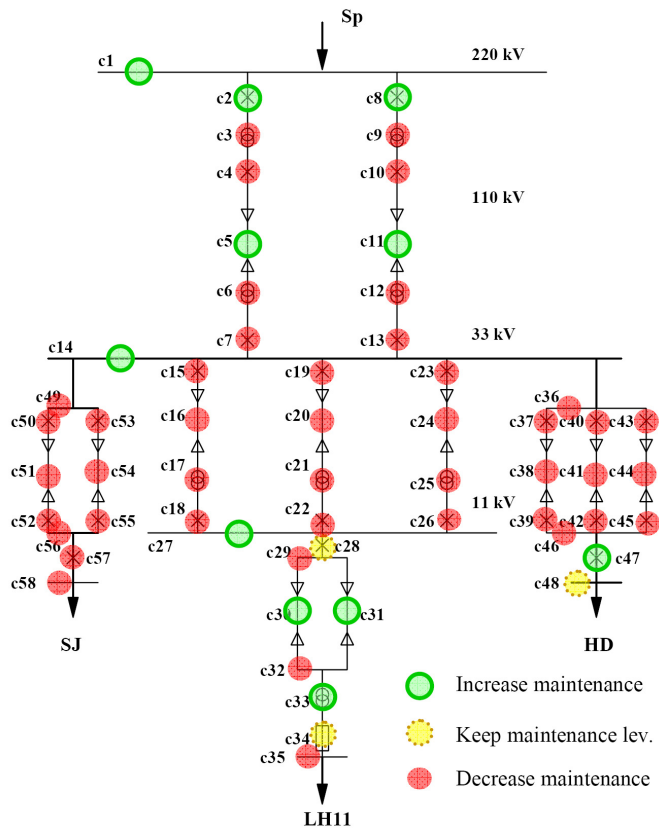 Sp
c1
220 kV
c2
c8
c3
c9
c4
c10
110 kV
c5
c11
c6
c12
c7
c13
33 kV
c14
c15
c19
c23
c49
c36
c50
c53
c16
c20
c24
c37
c40
c43
c51
c54
c17
c21
c25
c38
c41
c44
c52
c55
c18
c22
c26
11 kV
c39
c42
c45
c56
c27
c28
c46
c57
c29
c47
c58
c48
SJ
c30
c31
HD
c32
c33
Increase maintenance
c34
Keep maintenance lev.
c35
Decrease maintenance
LH11